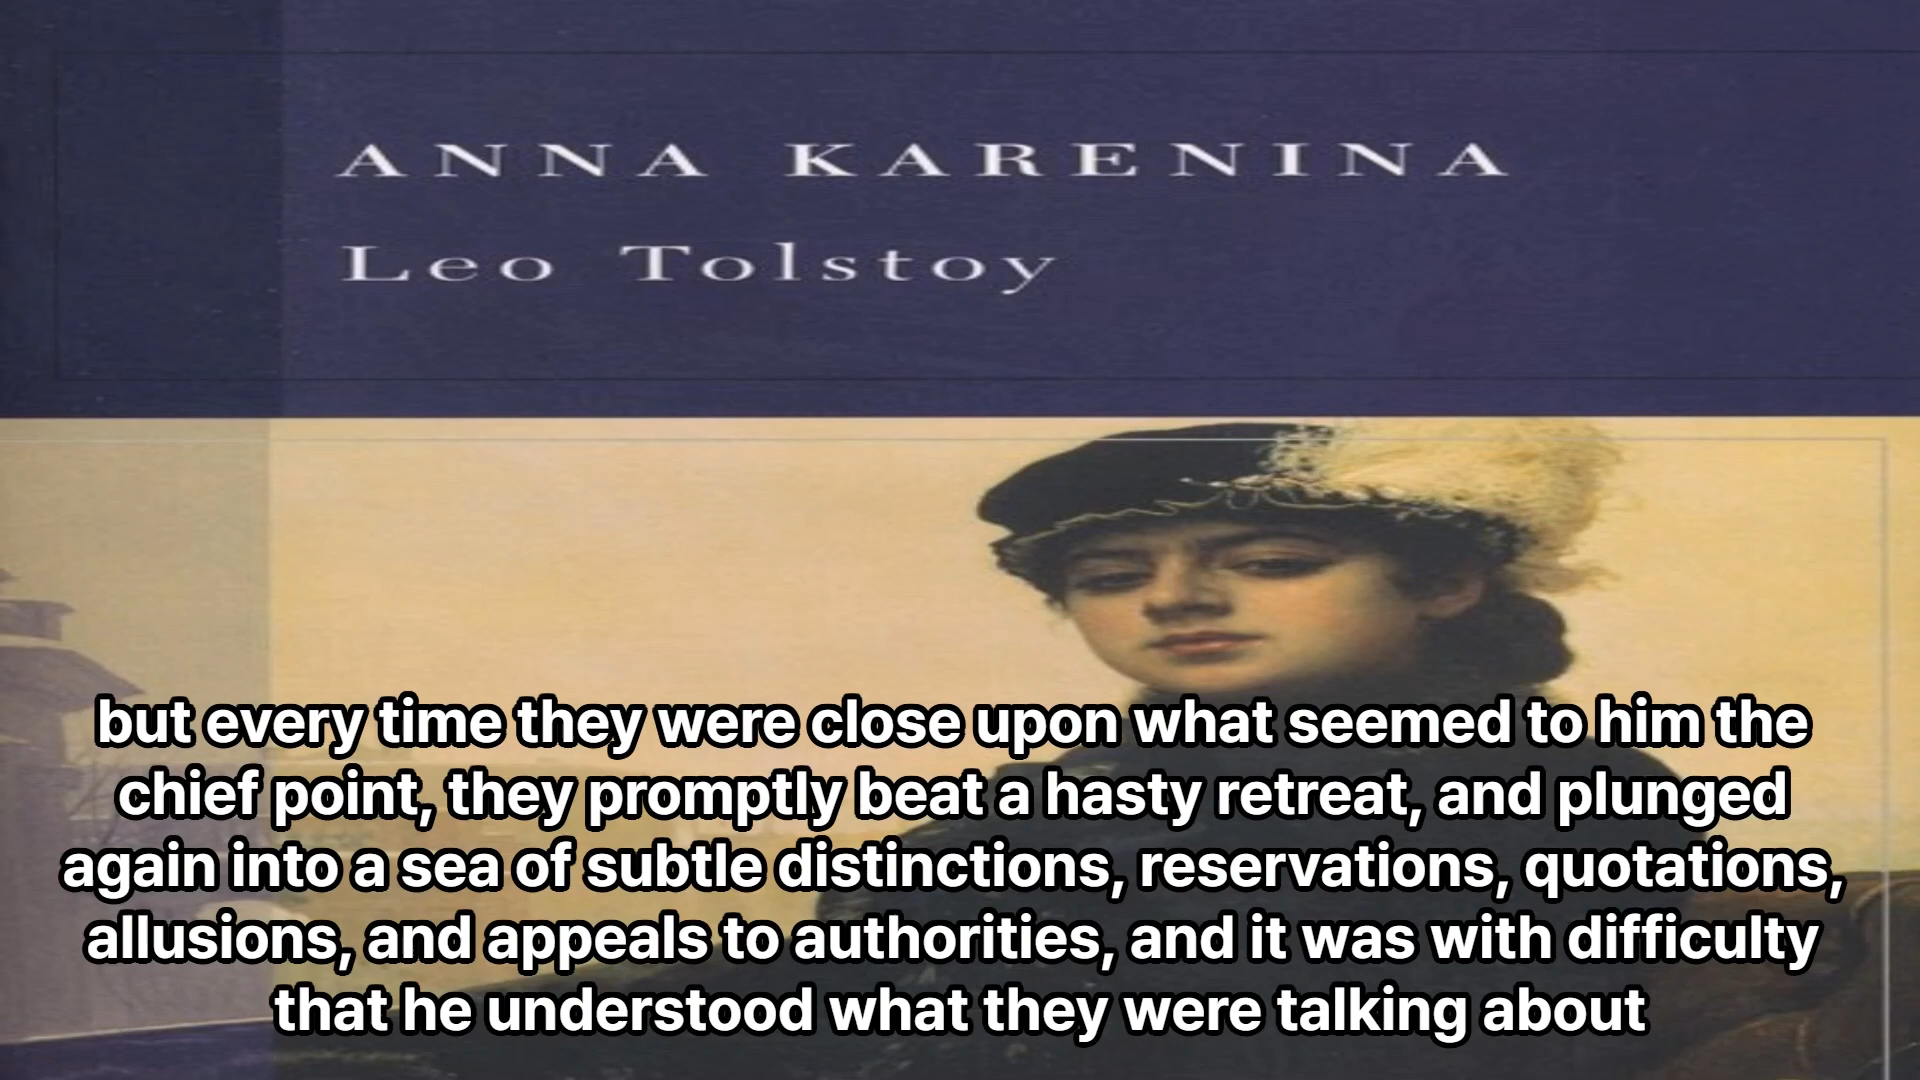 ANNA KARENINA
Leo Tolstoy
but every time they were close upon what seemed to him the
chief point, they promptly beat a hasty retreat, and plunged
again into a sea of subtle distinctions, reservations, quotations,
allusions, and appeals to authorities, and it was with difficulty
that he understood what they were talking about